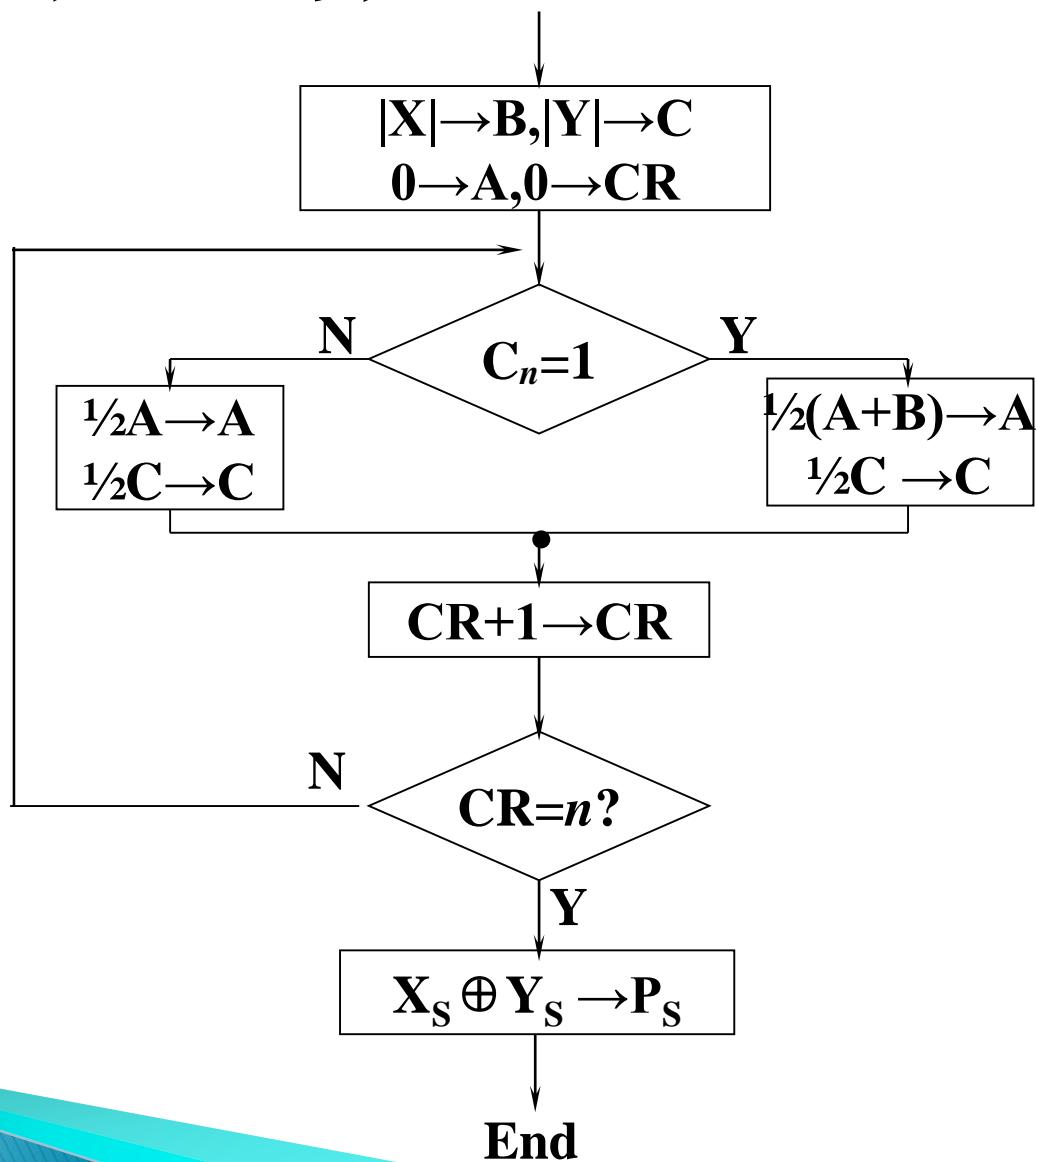 |X|→B,|Y|→C
0→A,0→CR
N
Y
Cn=1
½A→A
½C→C
½(A+B)→A
½C →C
CR+1→CR
N
CR=n?
Y
XS⊕YS →PS
End